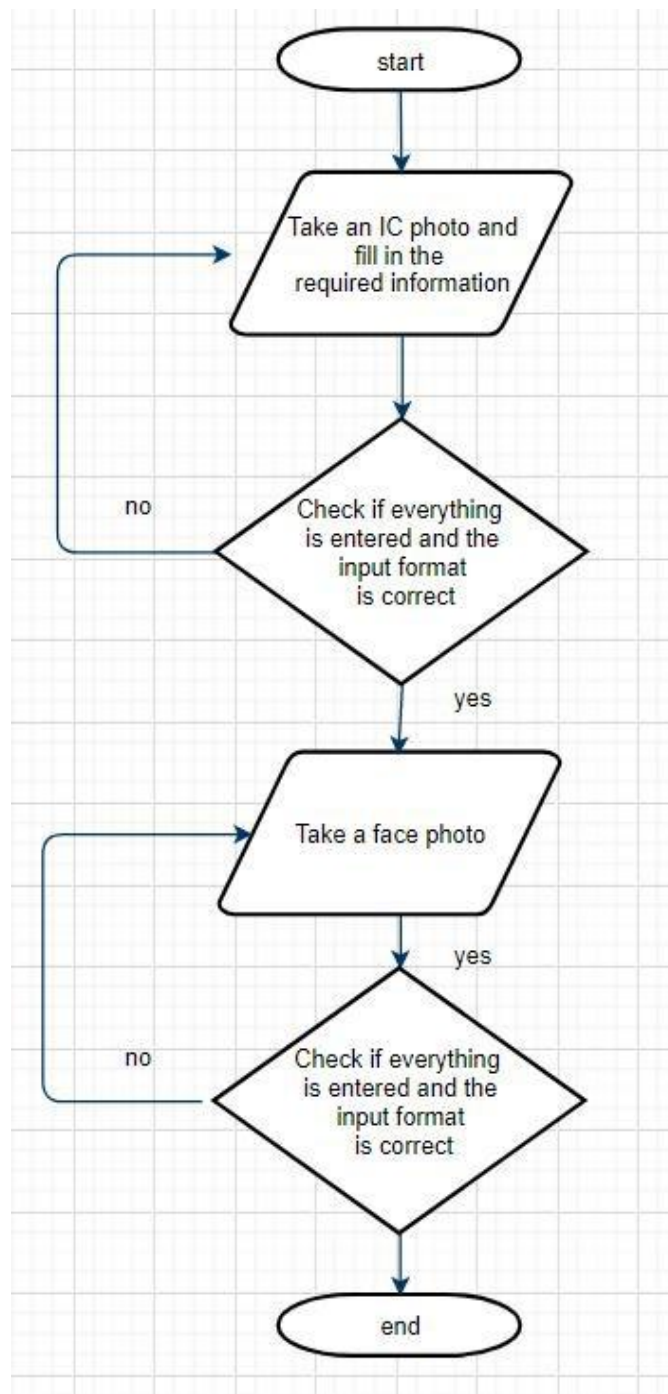 start
Take an IC photo and
fill in the
required information
no
Check if everything
is entered and the
input format
is correct
yes
Take a face photo
yes
no
Check if everything
is entered and the
input format
is correct
end